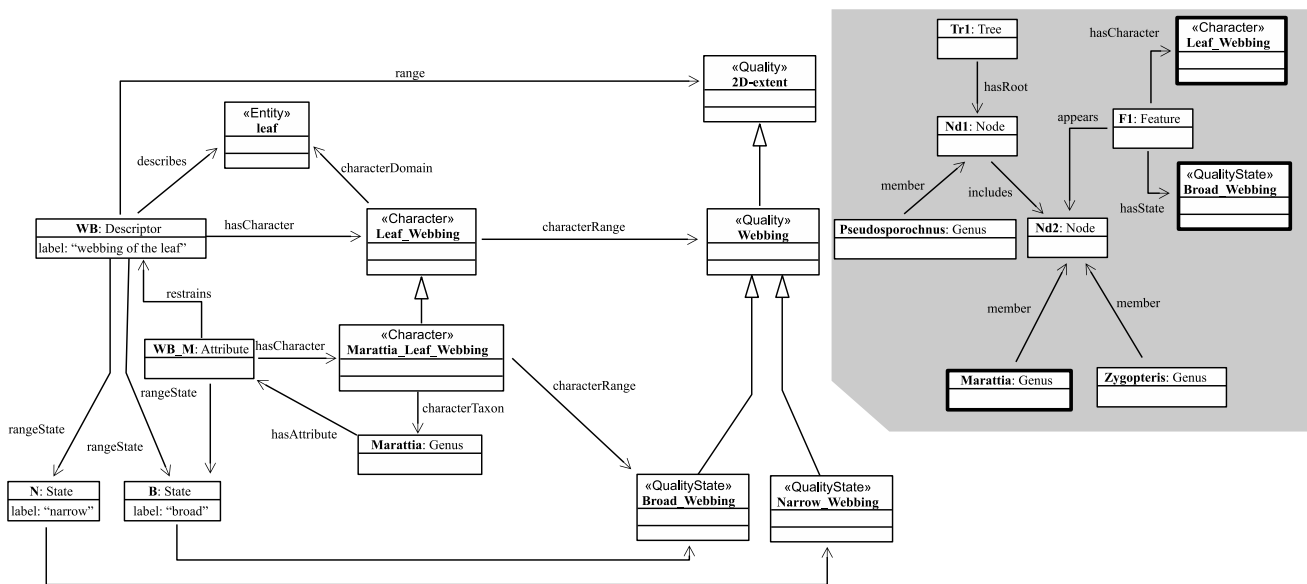 «Quality»
2D-extent
range
«Entity»
leaf
describes
characterDomain
WB: Descriptor
label: “webbing of the leaf”
hasCharacter
«Character»
Leaf_Webbing
characterRange
«Quality»
Webbing
restrains
WB_M: Attribute
hasCharacter
«Character»
Marattia_Leaf_Webbing
characterRange
rangeState
characterTaxon
hasAttribute
Marattia: Genus
rangeState
rangeState
N: State
label: “narrow”
B: State
label: “broad”
«QualityState»
Broad_Webbing
«QualityState»
Narrow_Webbing
Tr1: Tree
hasRoot
hasCharacter
«Character»
Leaf_Webbing
Nd1: Node
appears
F1: Feature
member
includes
hasState
«QualityState»
Broad_Webbing
Pseudosporochnus: Genus
Nd2: Node
member
member
Marattia: Genus
Zygopteris: Genus